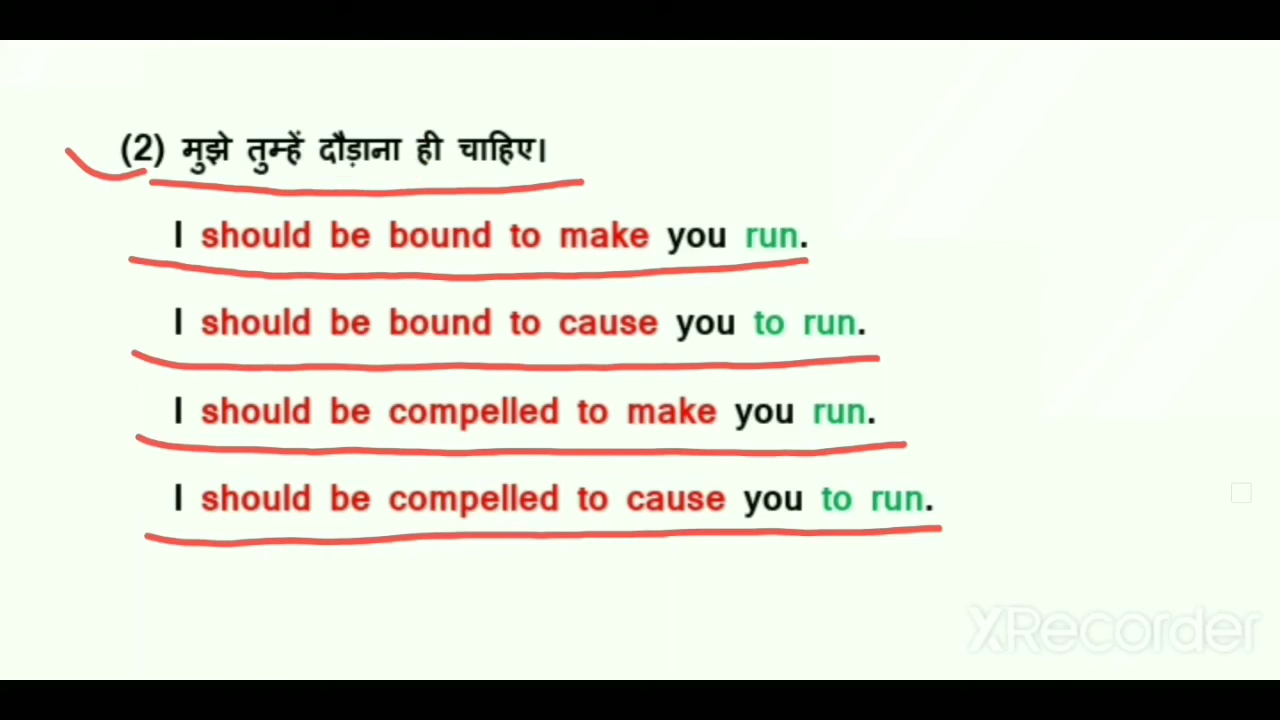 (2) मुझे तुम्हें दौड़ाना ही चाहिए।
I should be bound to make you run.
I should be bound to cause you to run.
I should be compelled to make you run.
I should be compelled to cause you to run.
XRecorder